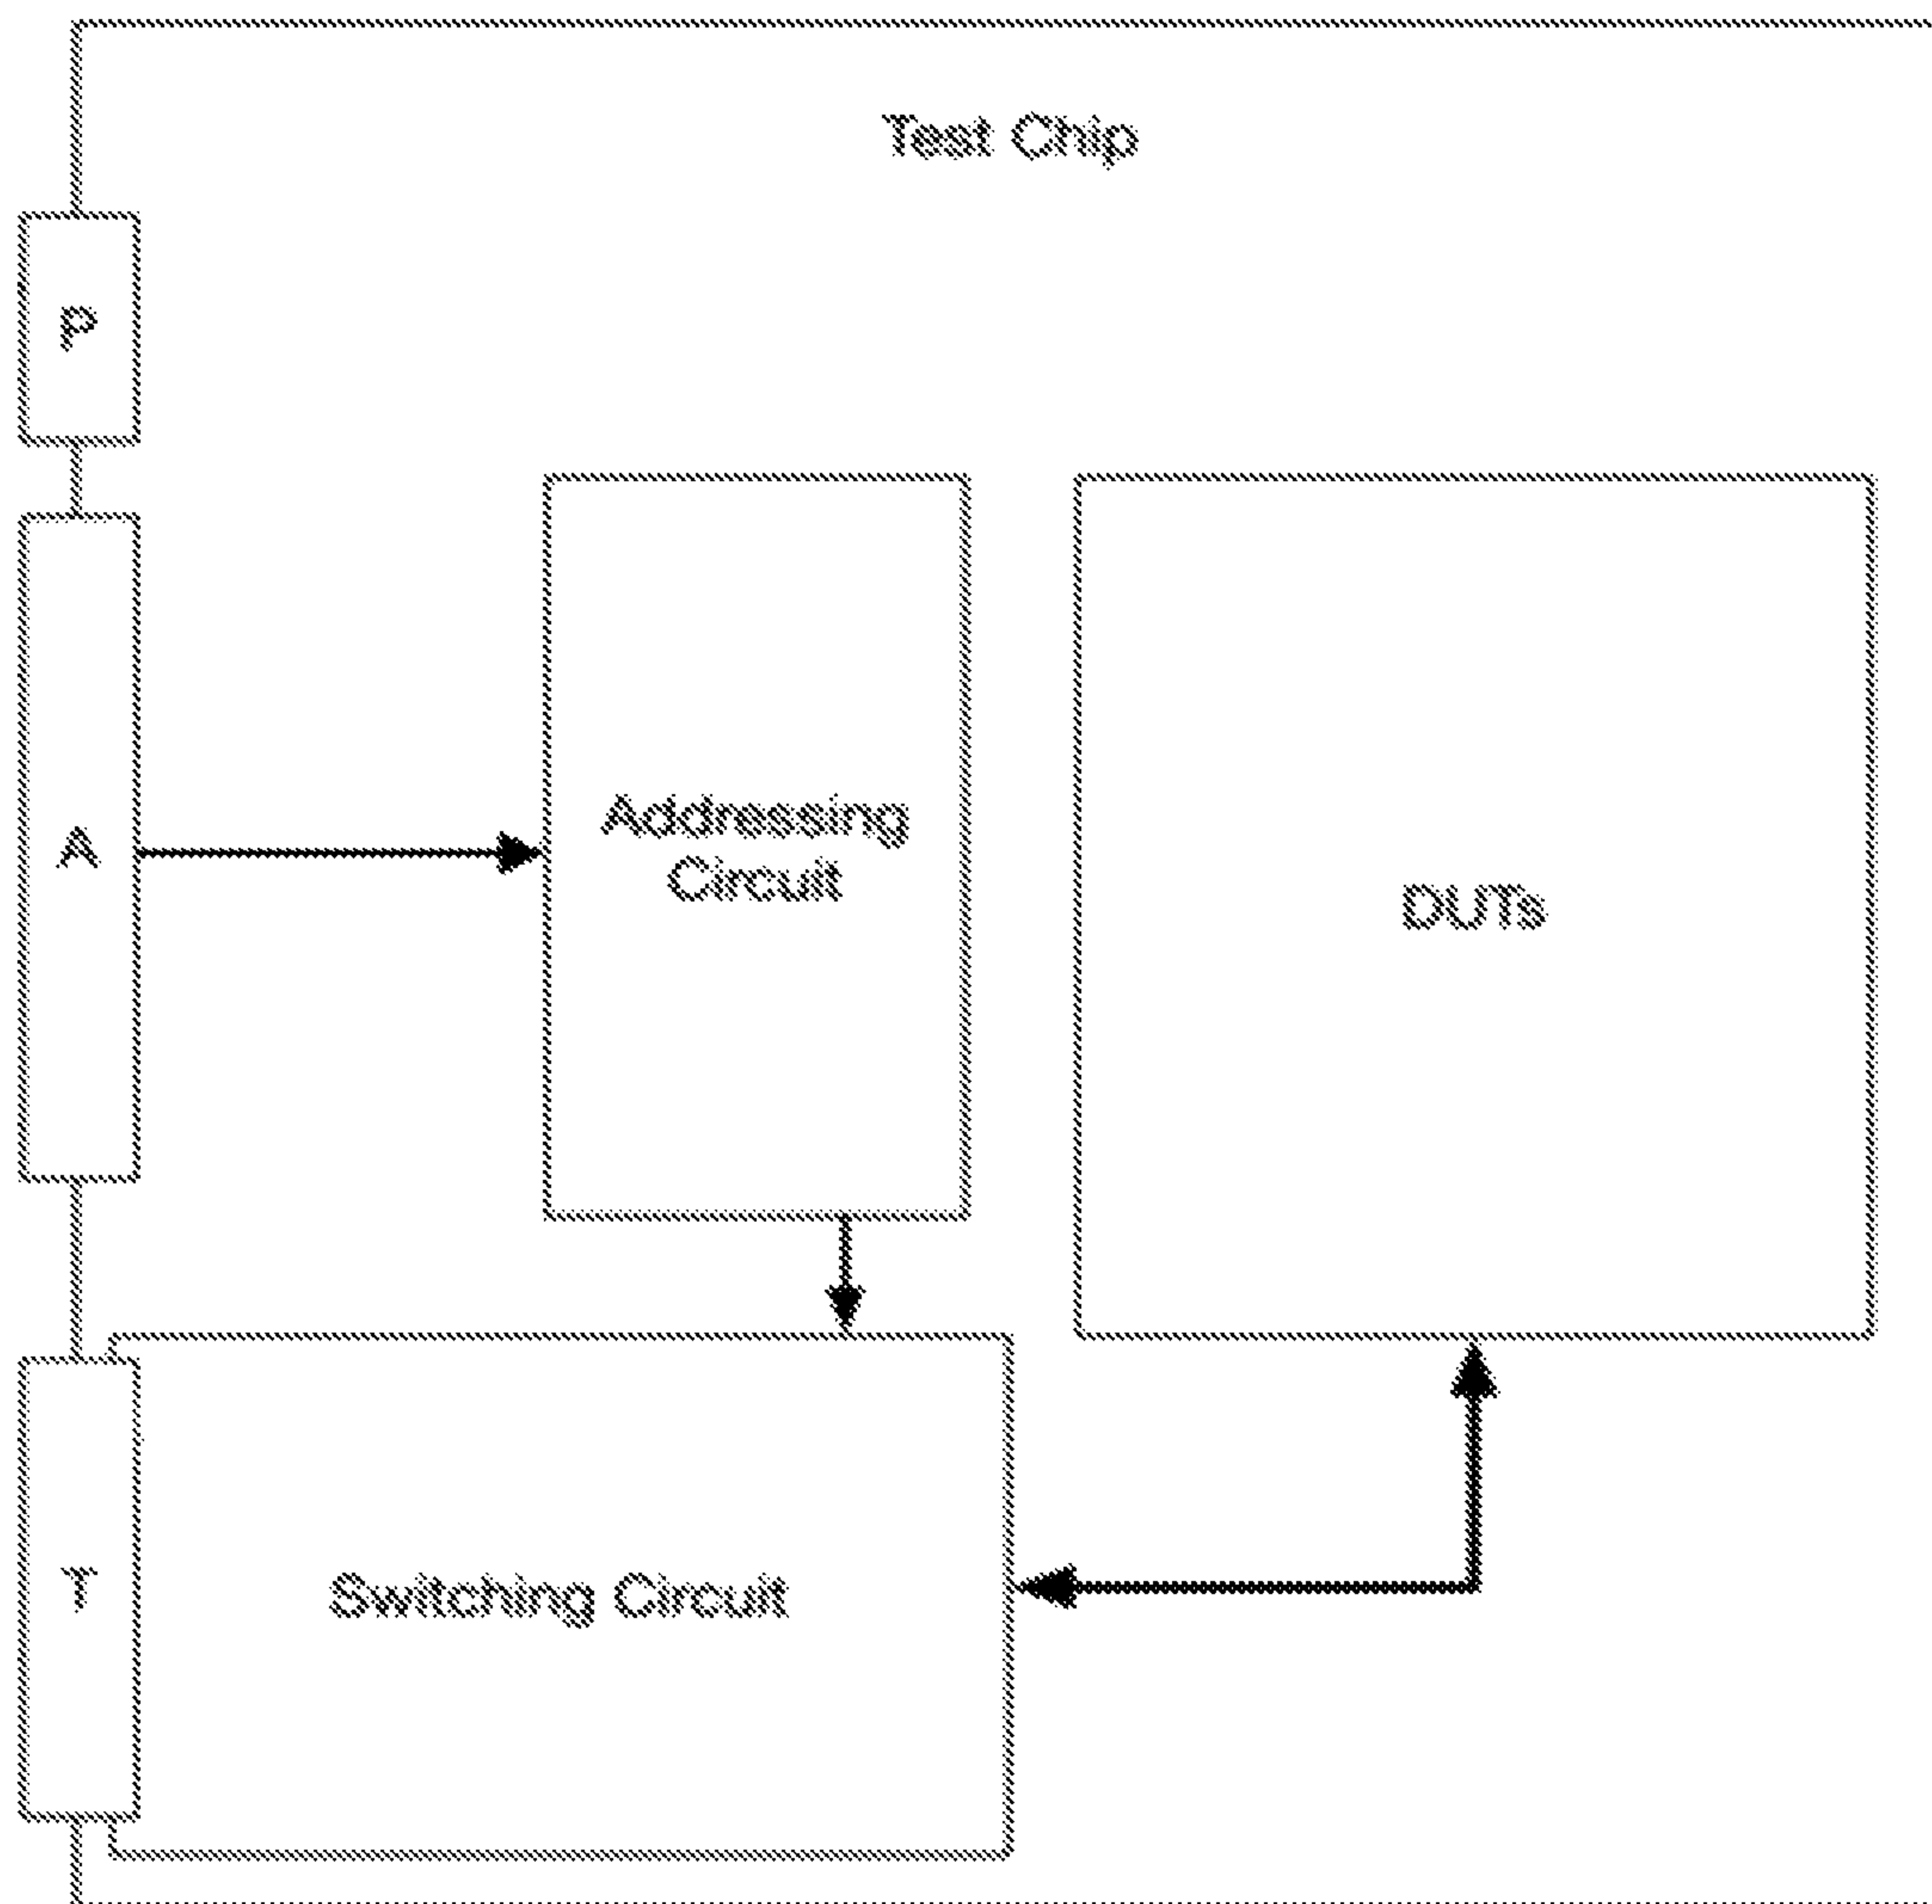 Test Chip
P
A
Addressing
Circuit
DUTs
T
Switching Circuit